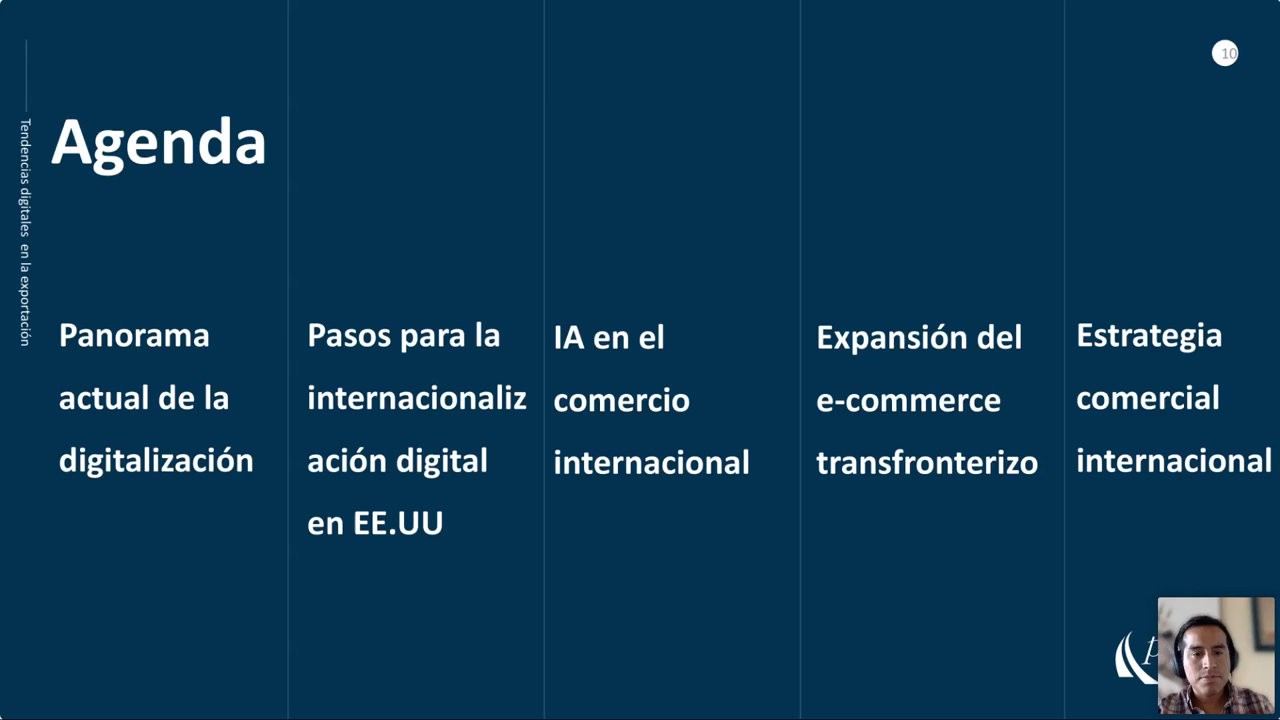 10
Tendencias digitales en la exportación
Agenda
Panorama
actual de la
digitalización
Pasos para la
internacionaliz
ación digital
en EE.UU
IA en el
comercio
internacional
Expansión del
e-commerce
transfronterizo
Estrategia
comercial
internacional